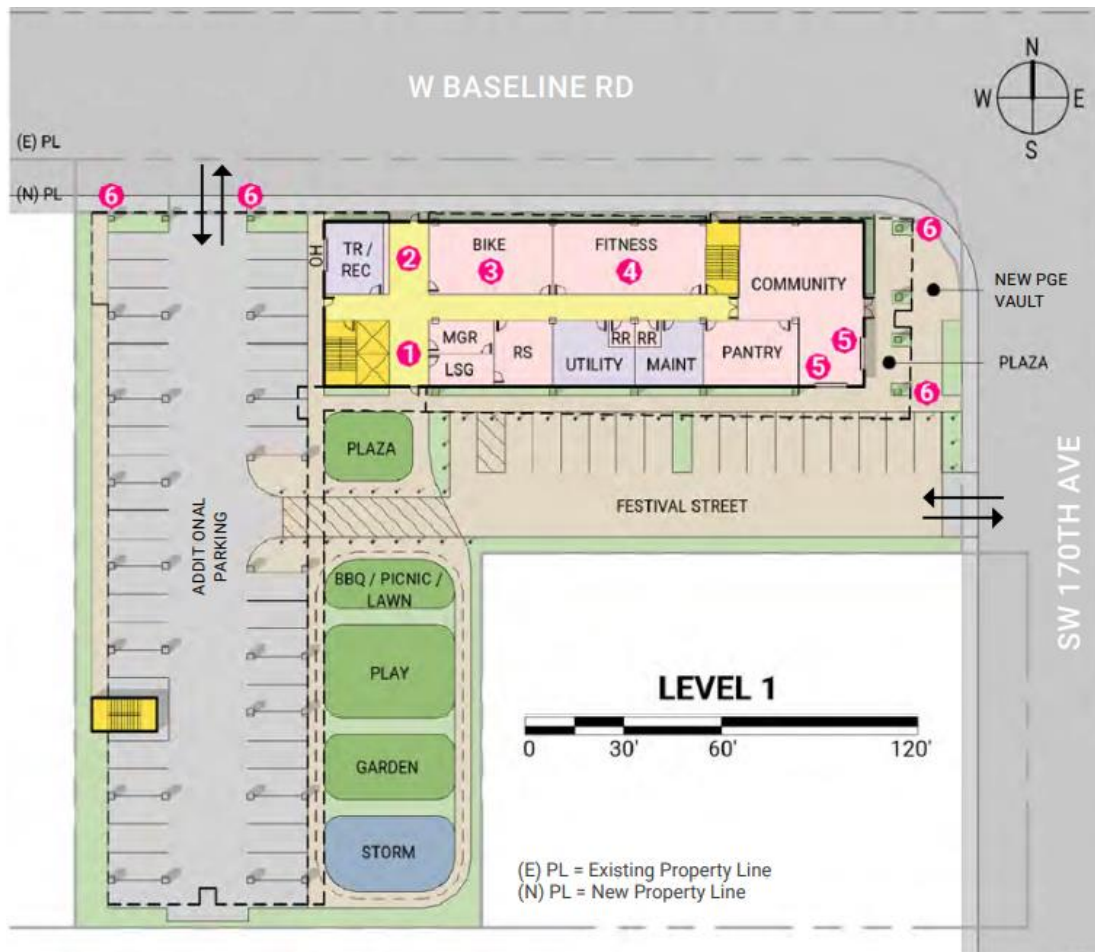 N
W BASELINE RD
W E
S
(E) PL
(N) PL
6
6
6
TR /
REC
2
BIKE
3
FITNESS
4
COMMUNITY
OH
NEW PGE
VAULT
1
MGR
LSG
RS
RR RR
UTILITY
MAINT
PANTRY
5
5
PLAZA
6
PLAZA
FESTIVAL STREET
ADDIT ONAL
PARKING
SW 170TH AVE
BBQ / PICNIC /
LAWN
PLAY
LEVEL 1
0 30' 60' 120'
GARDEN
STORM
(E) PL = Existing Property Line
(N) PL = New Property Line